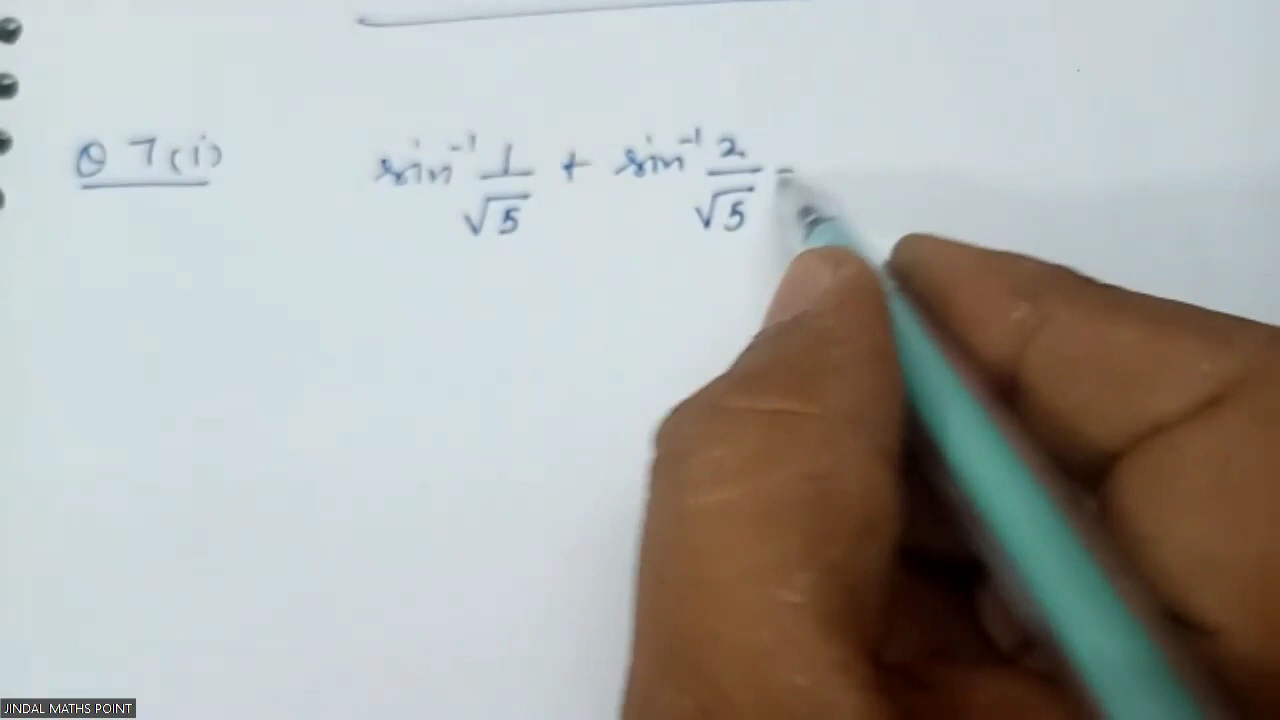 Q 7(i) sin⁻¹ 1/√5 + sin⁻¹ 2/√5 =
JINDAL MATHS POINT